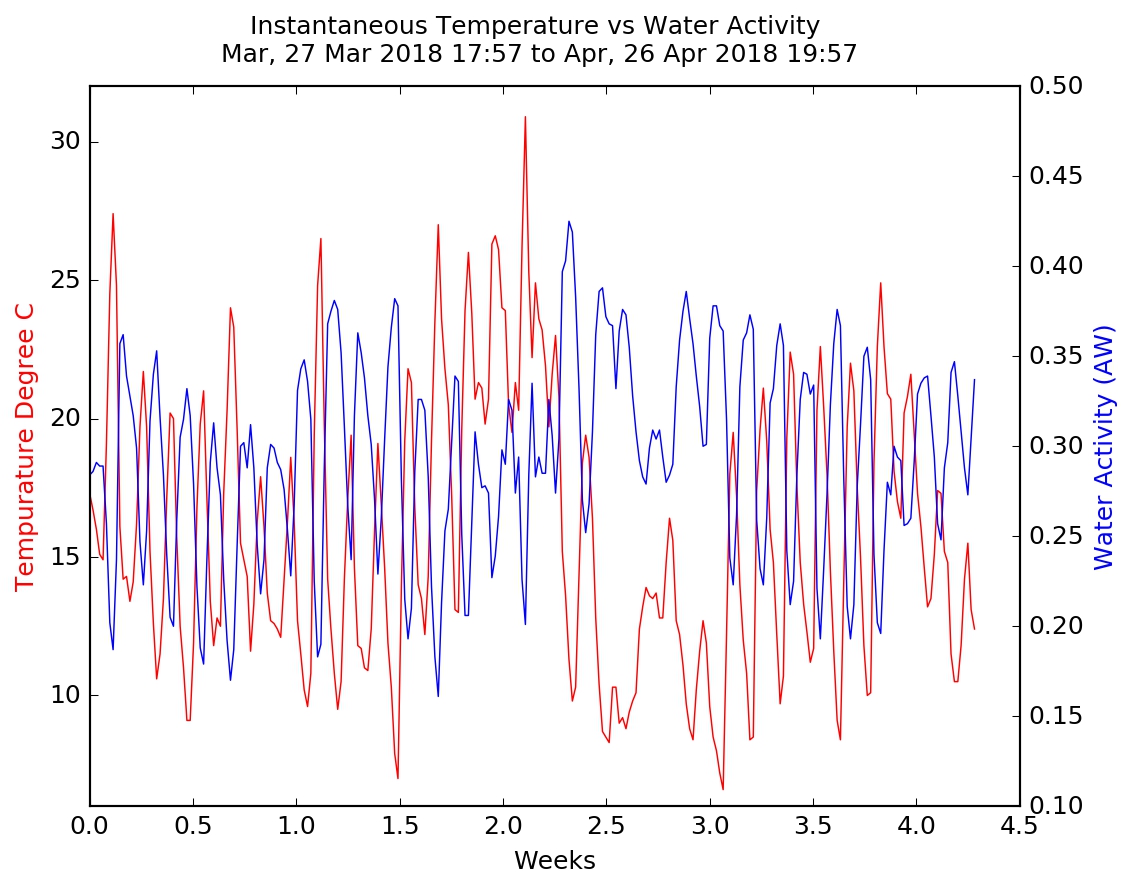 Instantaneous Temperature vs Water Activity
Mar, 27 Mar 2018 17:57 to Apr, 26 Apr 2018 19:57
30
25
20
15
10
Tempurature Degree C
0.50
0.45
0.40
0.35
0.30
0.25
0.20
0.15
0.10
Water Activity (AW)
0.0 0.5 1.0 1.5 2.0 2.5 3.0 3.5 4.0 4.5
Weeks